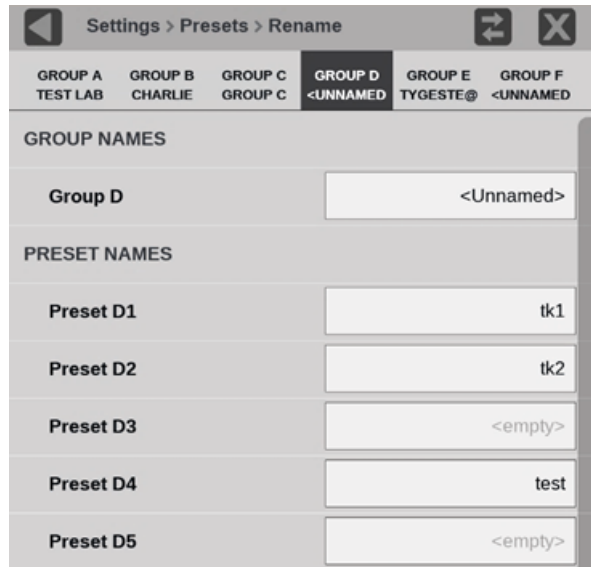 Settings > Presets > Rename
GROUP A GROUP B GROUP C GROUP D GROUP E GROUP F
TEST LAB CHARLIE GROUP C <UNNAMED TYGESTE@ <UNNAMED
GROUP NAMES
Group D <Unnamed>
PRESET NAMES
Preset D1 tk1
Preset D2 tk2
Preset D3 <empty>
Preset D4 test
Preset D5 <empty>